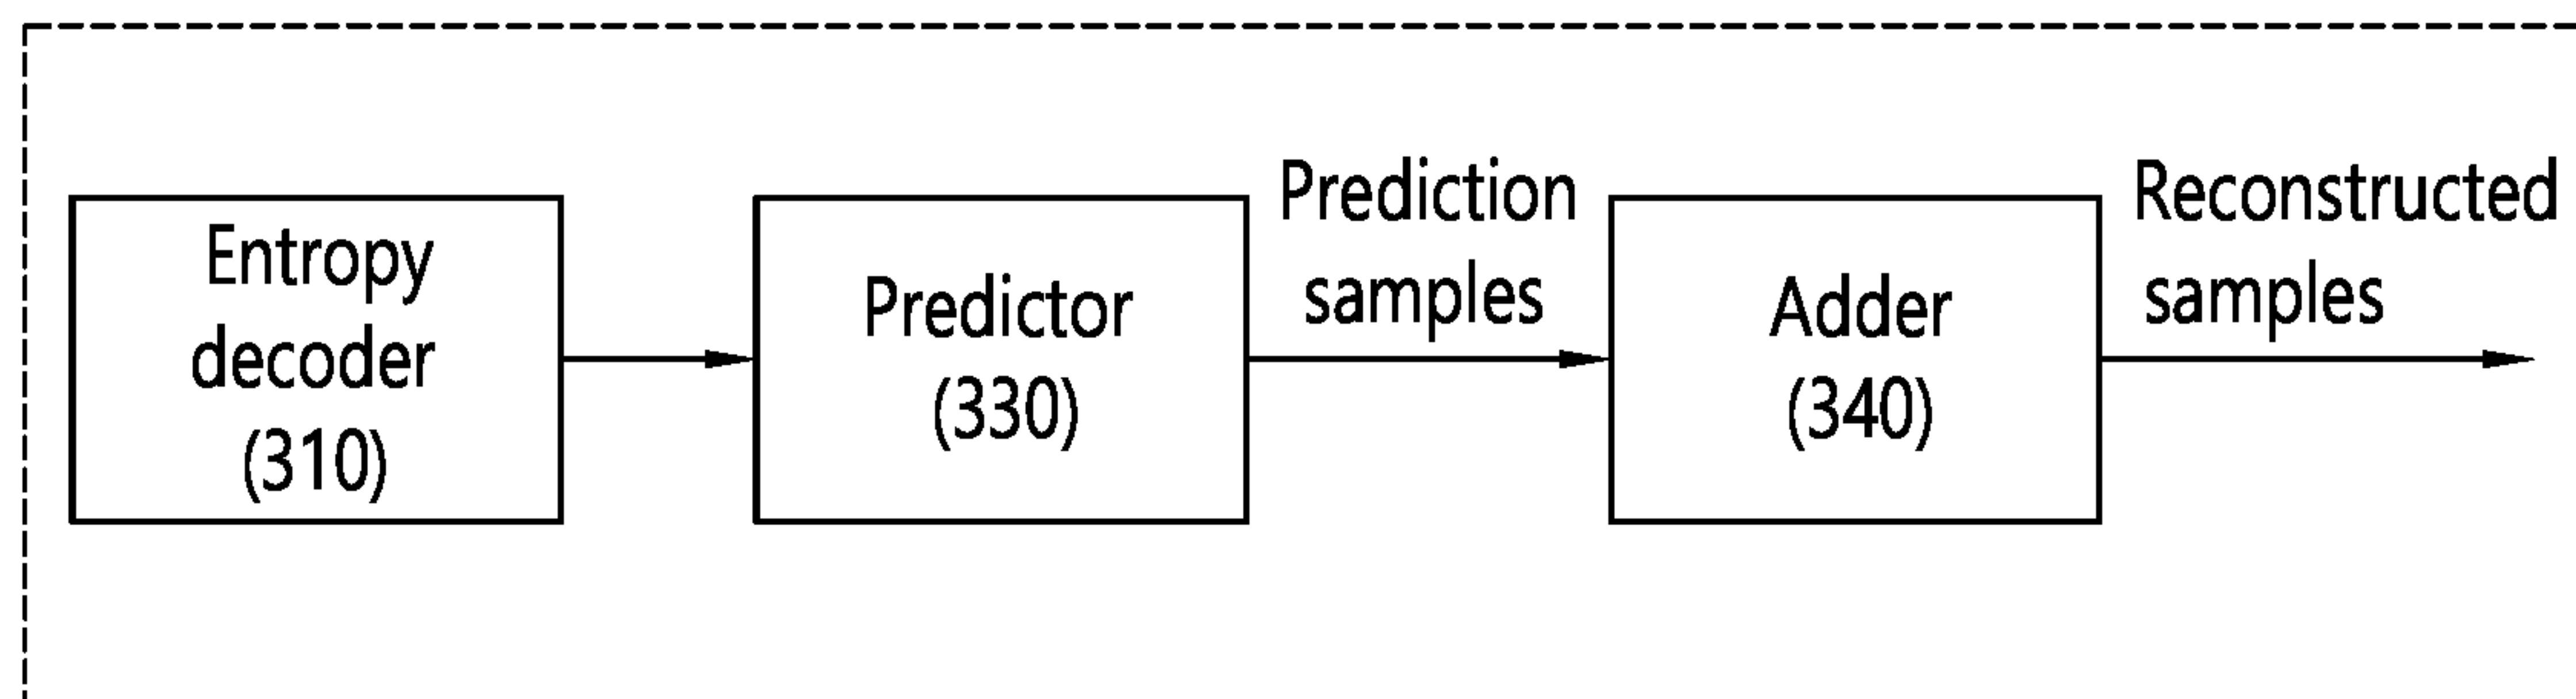 Entropy
decoder
(310)
Predictor
(330)
Prediction
samples
Adder
(340)
Reconstructed
samples